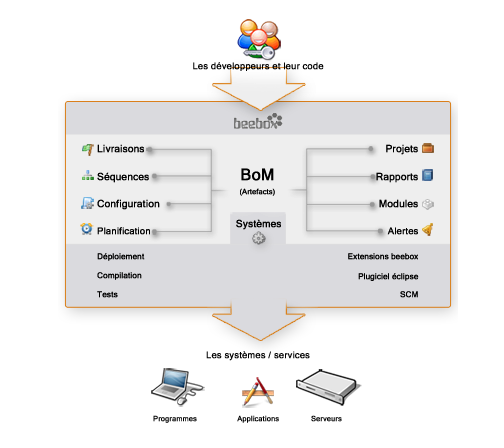 Les développeurs et leur code
beebox
Livraisons
Séquences
Configuration
Planification
BoM
(Artefacts)
Systèmes
Projets
Rapports
Modules
Alertes
Déploiement
Compilation
Tests
Extensions beebox
Plugiciel éclipse
SCM
Les systèmes / services
Programmes
Applications
Serveurs